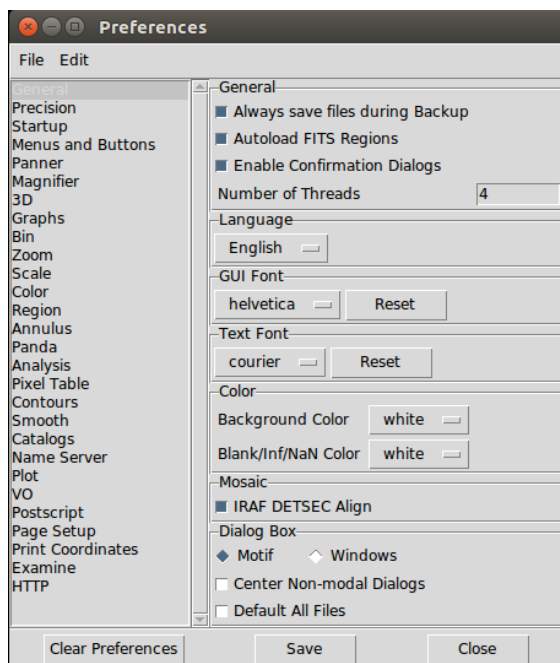 Preferences
File Edit
General
Precision
Startup
Menus and Buttons
Panner
Magnifier
3D
Graphs
Bin
Zoom
Scale
Color
Region
Annulus
Panda
Analysis
Pixel Table
Contours
Smooth
Catalogs
Name Server
Plot
VO
Postscript
Page Setup
Print Coordinates
Examine
HTTP
General
Always save files during Backup
Autoload FITS Regions
Enable Confirmation Dialogs
Number of Threads 4
Language
English
GUI Font
helvetica Reset
Text Font
courier Reset
Color
Background Color white
Blank/Inf/NaN Color white
Mosaic
IRAF DETSEC Align
Dialog Box
Motif Windows
Center Non-modal Dialogs
Default All Files
Clear Preferences Save Close